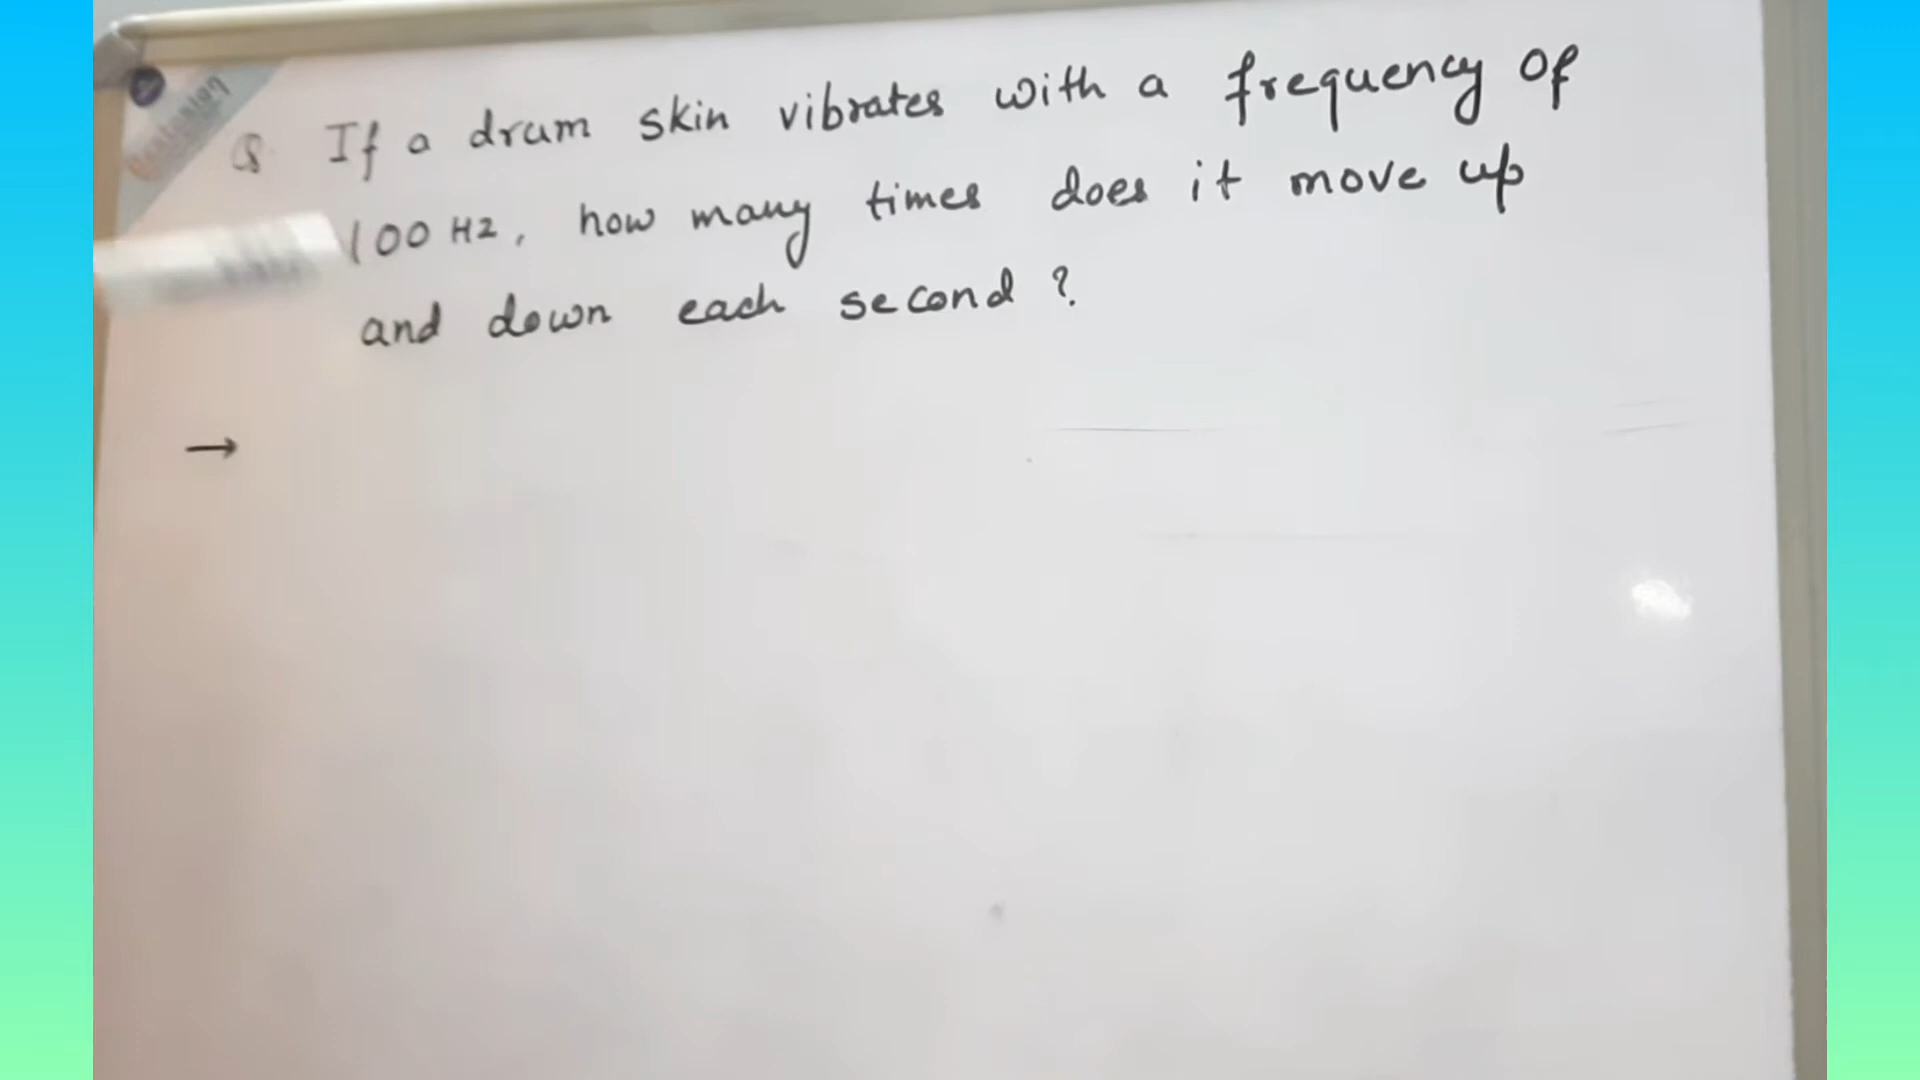 Q. If a drum skin vibrates with a frequency of
100 Hz, how many times does it move up
and down each second ?
→